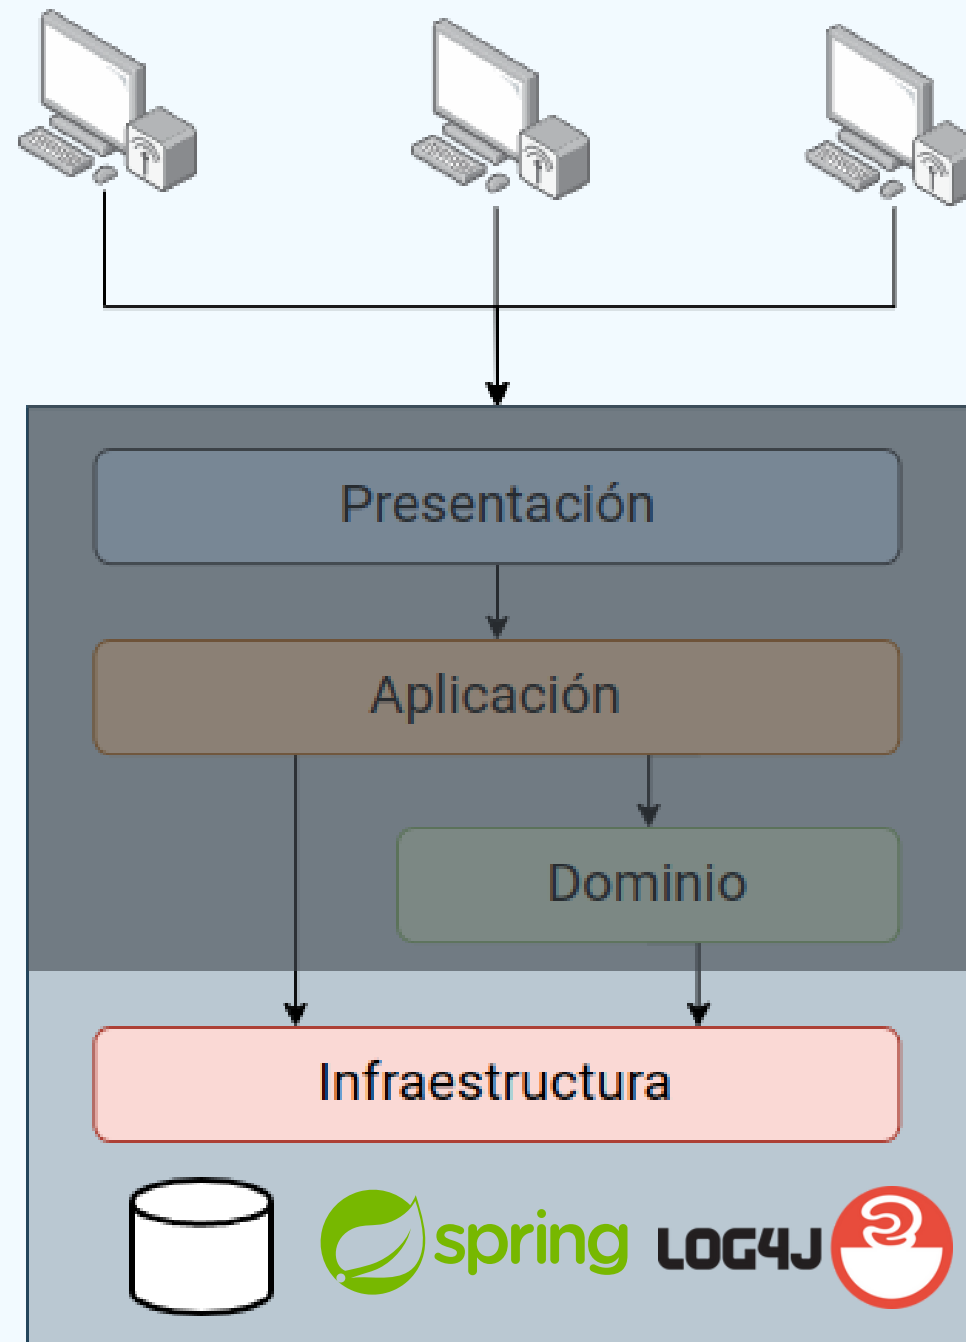 Presentación
Aplicación
Dominio
Infraestructura
spring
LOG4J